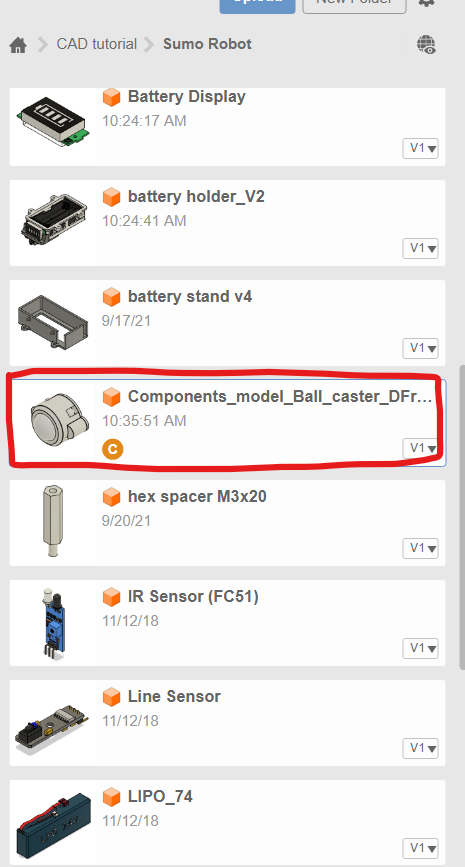 Upload
New Folder
CAD tutorial
Sumo Robot
Battery Display
10:24:17 AM
V1
battery holder_V2
10:24:41 AM
V1
battery stand v4
9/17/21
V1
Components_model_Ball_caster_DFr...
10:35:51 AM
C
V1
hex spacer M3x20
9/20/21
V1
IR Sensor (FC51)
11/12/18
V1
Line Sensor
11/12/18
V1
LIPO_74
11/12/18
V1